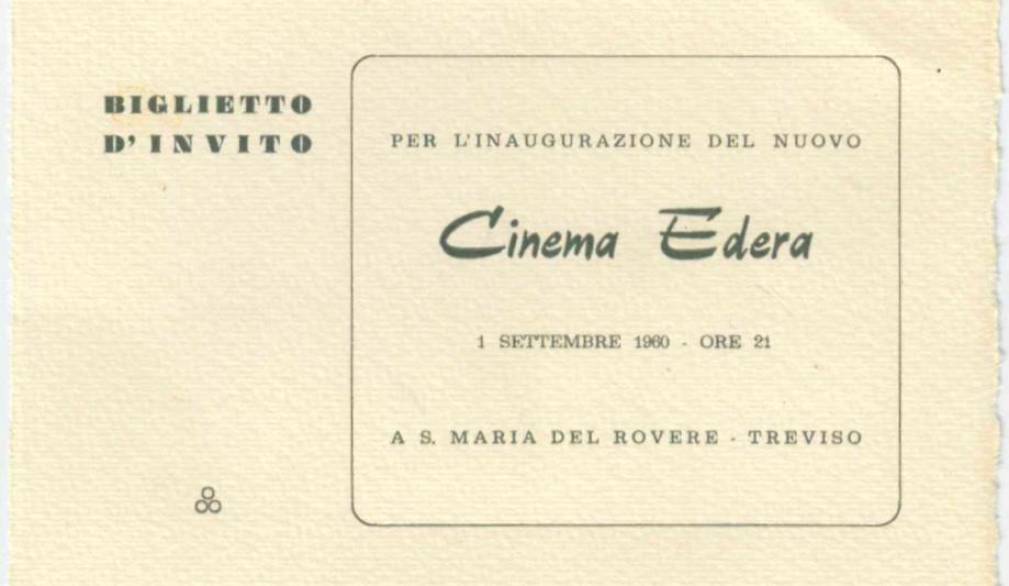 BIGLIETTO
D'INVITO
PER L'INAUGURAZIONE DEL NUOVO
Cinema Edera
1 SETTEMBRE 1960 - ORE 21
A S. MARIA DEL ROVERE - TREVISO